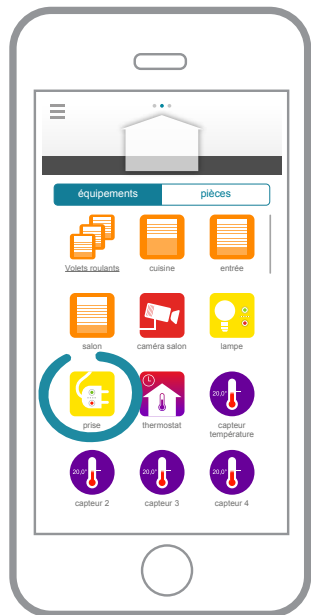 équipements pièces
Volets roulants cuisine entrée
salon caméra salon lampe
prise thermostat capteur
température
20,0°
20,0° 20,0° 20,0°
capteur 2 capteur 3 capteur 4